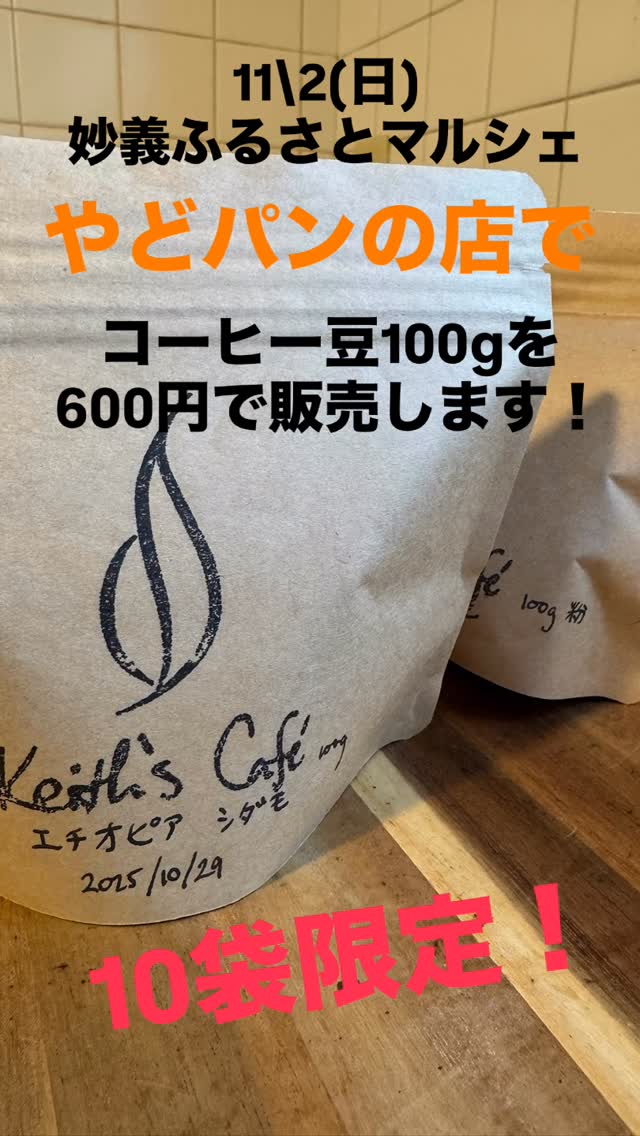 11\2(日)
妙義ふるさとマルシェ
やどパンの店で
コーヒー豆100gを
600円で販売します！
fé
100g 粉
Keith's Café 100g
エチオピア シダモ
2025/10/29
10袋限定！